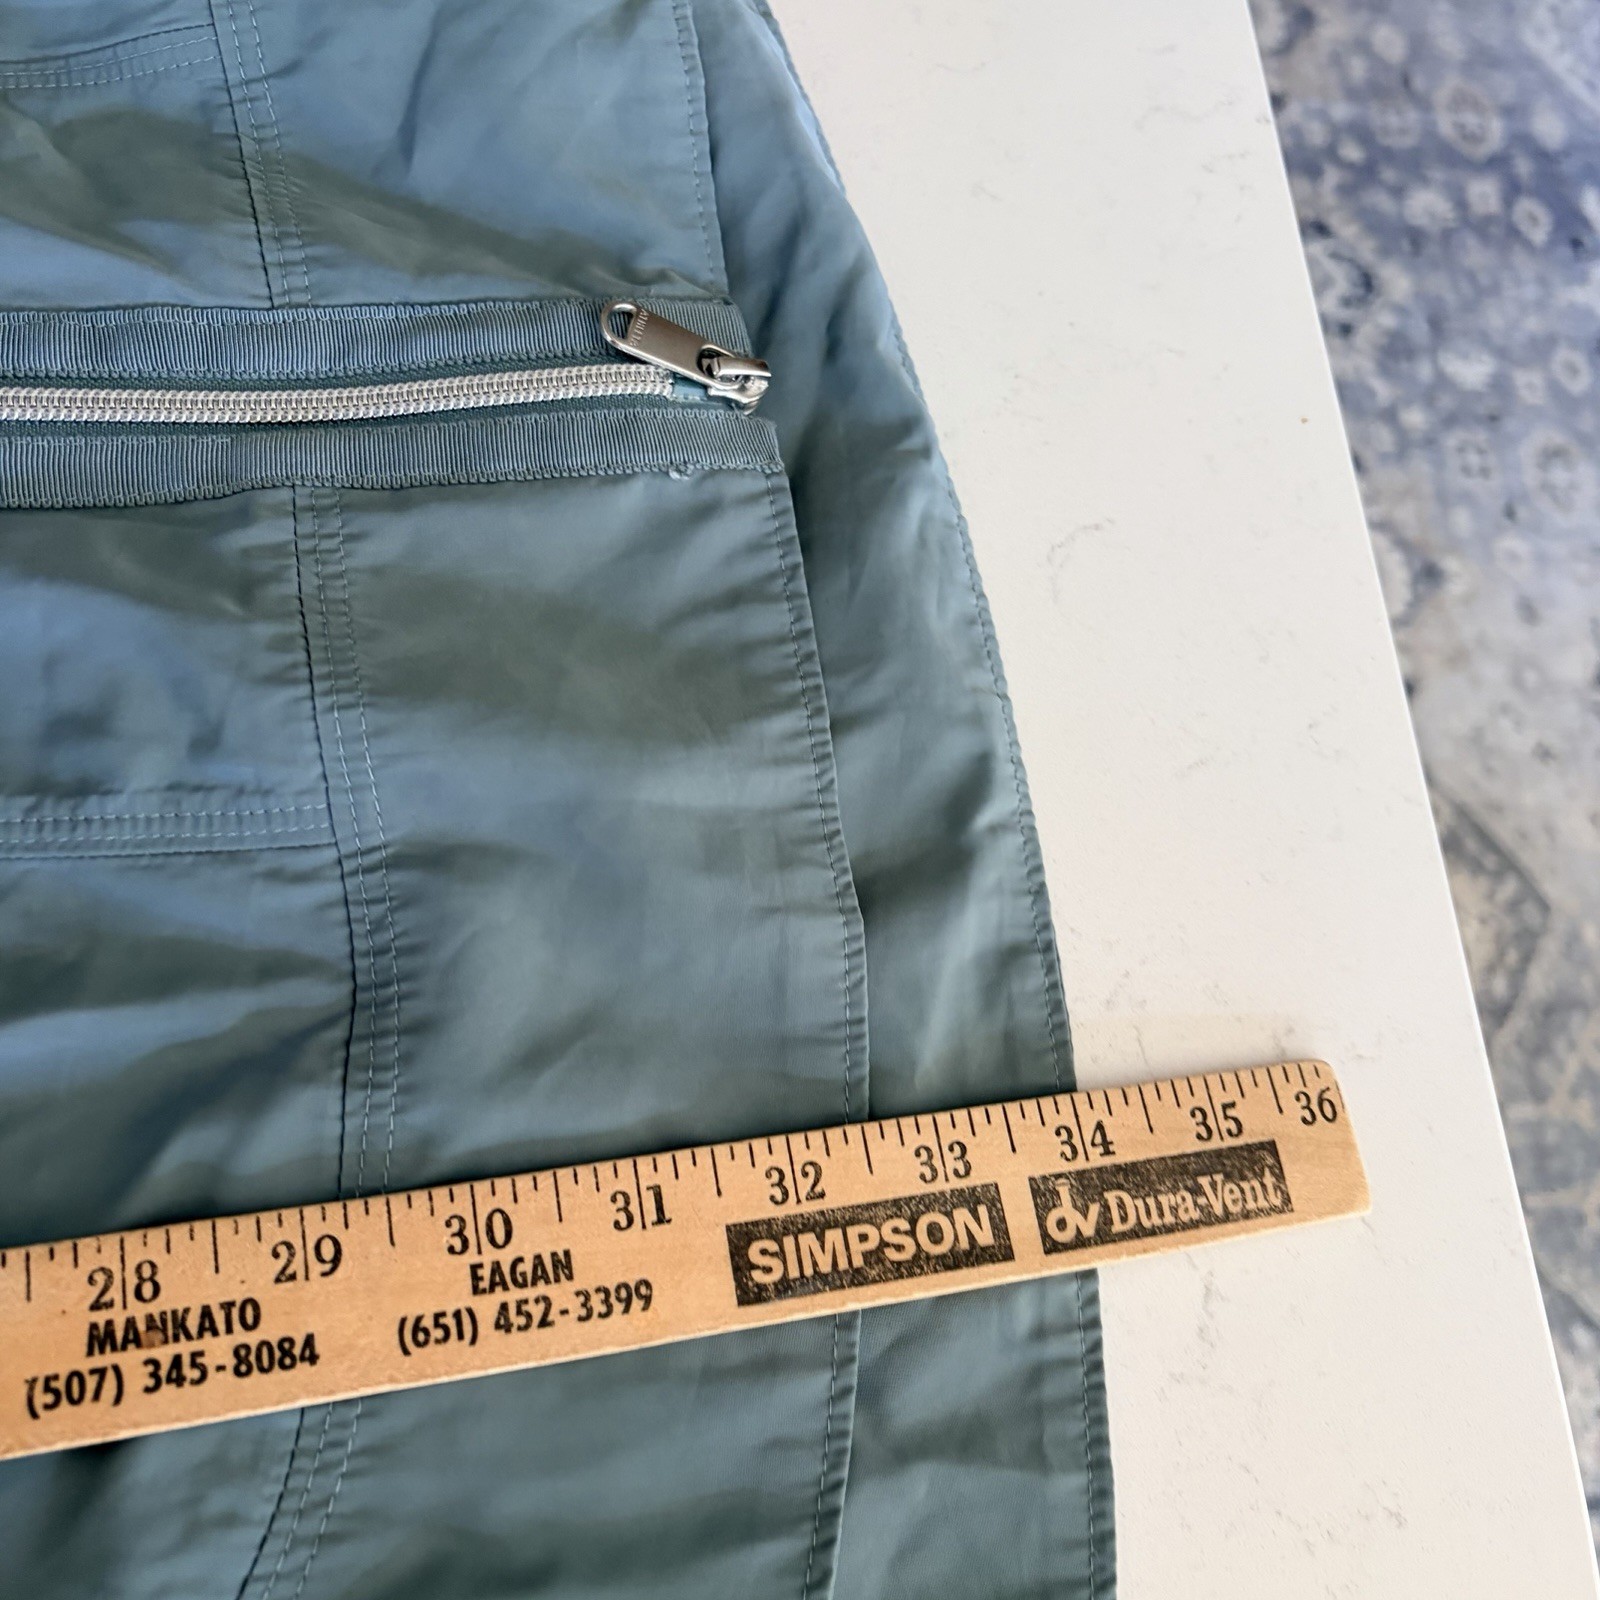 28 29 30 31 32 33 34 35 36
MANKATO
(507) 345-8084
EAGAN
(651) 452-3399
SIMPSON
dv Dura-Vent